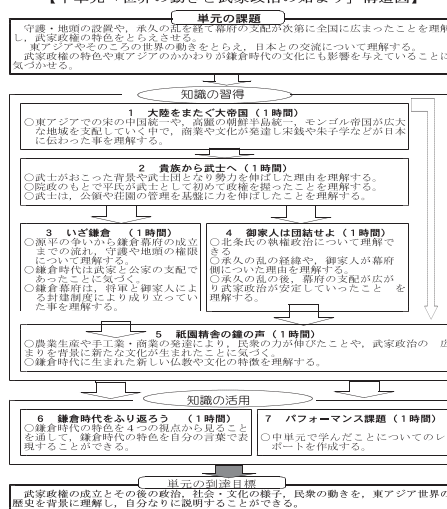 【中単元「世界の動きと武家政治の始まり」構造図】
単元の課題
守護・地頭の設置や，承久の乱を経て幕府の支配が次第に全国に広まったことを理解
し，武家政権の特色をとらえさせる。
東アジアやそのころの世界の動きをとらえ，日本との交流について理解する。
武家政権の特色や東アジアのかかわりが鎌倉時代の文化にも影響を与えていることに
気づかせる。
知識の習得
1 大陸をまたぐ大帝国（1時間）
○東アジアでの宋の中国統一や，高麗の朝鮮半島統一，モンゴル帝国が広大
な地域を支配していく中で，商業や文化が発達し宋銭や朱子学などが日本
に伝わった事を理解する。
2 貴族から武士へ（1時間）
○武士がおこった背景や武士団となり勢力を伸ばした理由を理解する。
○院政のもとで平氏が武士として初めて政権を握ったことを理解する。
○武士は，公領や荘園の管理を基盤に力を伸ばしたことを理解する。
3 いざ鎌倉 （1時間）
○源平の争いから鎌倉幕府の成立
までの流れ，守護や地頭の権限
について理解する。
○鎌倉時代は武家と公家の支配で
あったことに気づく。
○鎌倉幕府は，将軍と御家人によ
る封建制度により成り立ってい
た事を理解する。
4 御家人は団結せよ（1時間）
○北条氏の執権政治について理解で
きる
○承久の乱の経緯や，御家人が幕府
側についた理由を理解する。
○承久の乱の後，幕府の支配が広が
り武家政治が安定していったこと を
理解する。
5 祇園精舎の鐘の声（1時間）
○農業生産や手工業・商業の発達により，民衆の力が伸びたことや，武家政治の 広
まりを背景に新たな文化が生まれたことに気づく。
○鎌倉時代に生まれた新しい仏教や文化の特徴を理解する。
知識の活用
6 鎌倉時代をふり返ろう （1時間）
○鎌倉時代の特色を4つの視点から見ること
を通して，鎌倉時代の特色を自分の言葉で表
現することができる。
7 パフォーマンス課題（1時間）
○中単元で学んだことについてのレ
ポートを作成する。
単元の到達目標
武家政権の成立とその後の政治，社会・文化の様子，民衆の動きを，東アジア世界の
歴史を背景に理解し，自分なりに説明することができる。